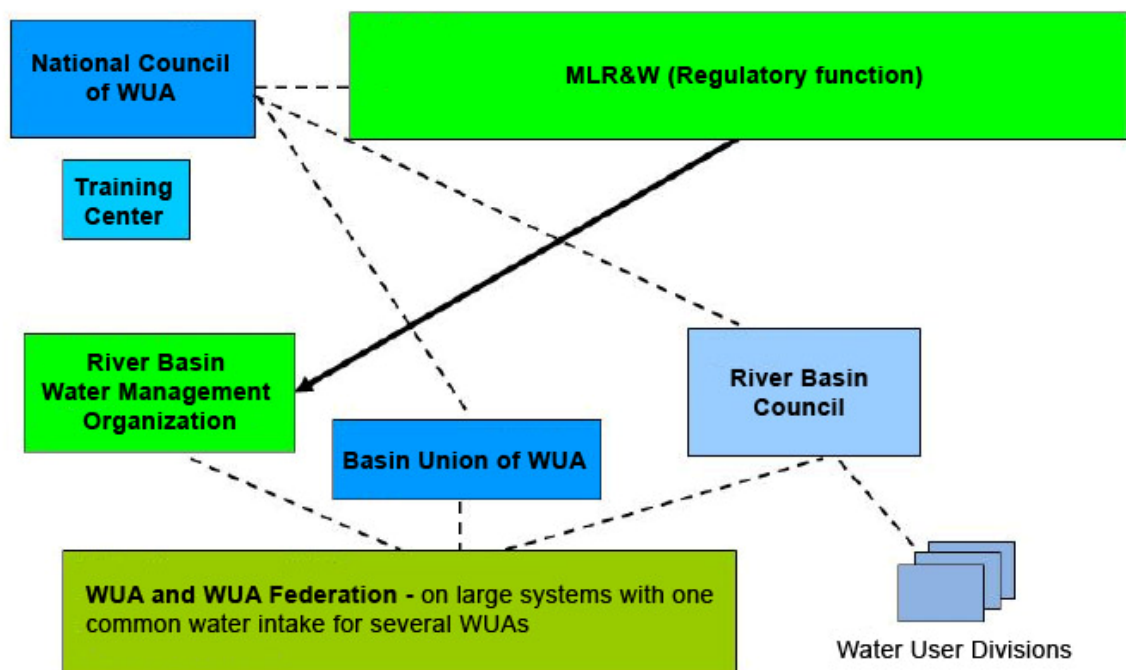 National Council
of WUA
MLR&W (Regulatory function)
Training
Center
River Basin
Water Management
Organization
River Basin
Council
Basin Union of WUA
WUA and WUA Federation - on large systems with one
common water intake for several WUAs
Water User Divisions